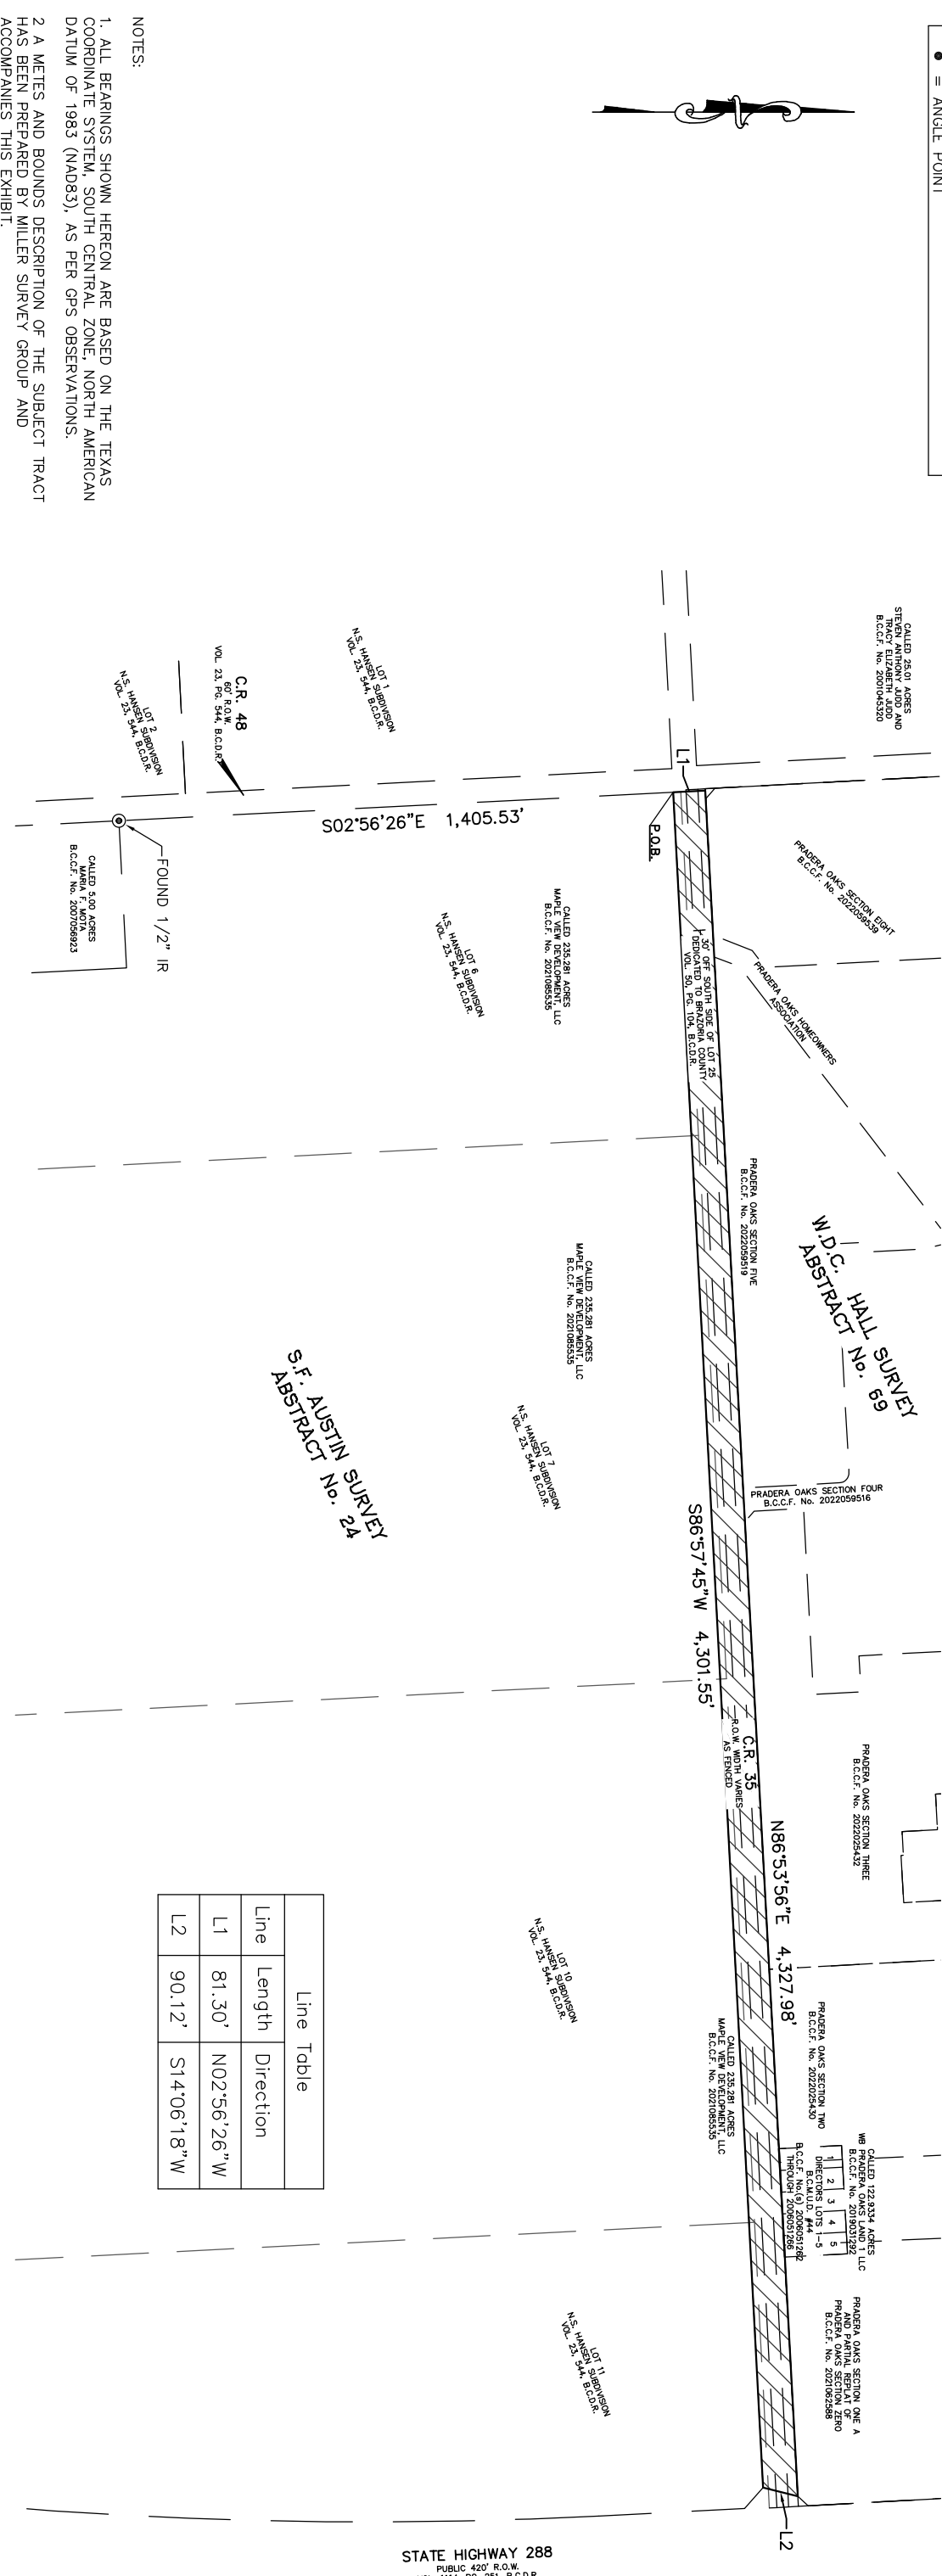 ● = ANGLE POINT
NOTES:
1. ALL BEARINGS SHOWN HEREON ARE BASED ON THE TEXAS
COORDINATE SYSTEM, SOUTH CENTRAL ZONE, NORTH AMERICAN
DATUM OF 1983 (NAD83), AS PER GPS OBSERVATIONS.
2 A METES AND BOUNDS DESCRIPTION OF THE SUBJECT TRACT
HAS BEEN PREPARED BY MILLER SURVEY GROUP AND
ACCOMPANIES THIS EXHIBIT.
CALLED 25.01 ACRES
STEVEN ANTHONY JUDD AND
TRACY ELIZABETH JUDD
B.C.C.F. No. 2001045320
LOT 1
N.S. HANSEN SUBDIVISION
VOL. 23, 544, B.C.D.R.
C.R. 48
60' R.O.W.
VOL. 23, PG. 544, B.C.D.R.
LOT 2
N.S. HANSEN SUBDIVISION
VOL. 23, 544, B.C.D.R.
L1
P.O.B.
S02°56'26"E 1,405.53'
FOUND 1/2" IR
CALLED 5.00 ACRES
MARIA F. MOTA
B.C.C.F. No. 2007056923
PRADERA OAKS SECTION EIGHT
B.C.C.F. No. 2022059539
PRADERA OAKS HOMEOWNERS
ASSOCIATION
30' OFF SOUTH SIDE OF LOT 25
DEDICATED TO BRAZORIA COUNTY
VOL. 50, PG. 104, B.C.D.R.
CALLED 235.281 ACRES
MAPLE VIEW DEVELOPMENT, LLC
B.C.C.F. No. 2021085535
LOT 6
N.S. HANSEN SUBDIVISION
VOL. 23, 544, B.C.D.R.
PRADERA OAKS SECTION FIVE
B.C.C.F. No. 2022059519
W.D.C. HALL SURVEY
ABSTRACT No. 69
CALLED 235.281 ACRES
MAPLE VIEW DEVELOPMENT, LLC
B.C.C.F. No. 2021085535
S.F. AUSTIN SURVEY
ABSTRACT No. 24
LOT 7
N.S. HANSEN SUBDIVISION
VOL. 23, 544, B.C.D.R.
PRADERA OAKS SECTION FOUR
B.C.C.F. No. 2022059516
S86°57'45"W 4,301.55'
C.R. 35
R.O.W. WIDTH VARIES
AS FENCED
PRADERA OAKS SECTION THREE
B.C.C.F. No. 2022025432
N86°53'56"E 4,327.98'
LOT 10
N.S. HANSEN SUBDIVISION
VOL. 23, 544, B.C.D.R.
Line Table
Line Length Direction
L1 81.30' N02°56'26"W
L2 90.12' S14°06'18"W
PRADERA OAKS SECTION TWO
B.C.C.F. No. 2022025430
CALLED 235.281 ACRES
MAPLE VIEW DEVELOPMENT, LLC
B.C.C.F. No. 2021085535
CALLED 122.9334 ACRES
WB PRADERA OAKS LAND 1 LLC
B.C.C.F. No. 2019031292
1 2 3 4 5
DIRECTORS LOTS 1-5
B.C.M.U.D. #44
B.C.C.F. No.(s) 2006051262
THROUGH 2006051266
PRADERA OAKS SECTION ONE A
AND PARTIAL REPLAT OF
PRADERA OAKS SECTION ZERO
B.C.C.F. No. 2021062588
LOT 11
N.S. HANSEN SUBDIVISION
VOL. 23, 544, B.C.D.R.
L2
STATE HIGHWAY 288
PUBLIC 420' R.O.W.